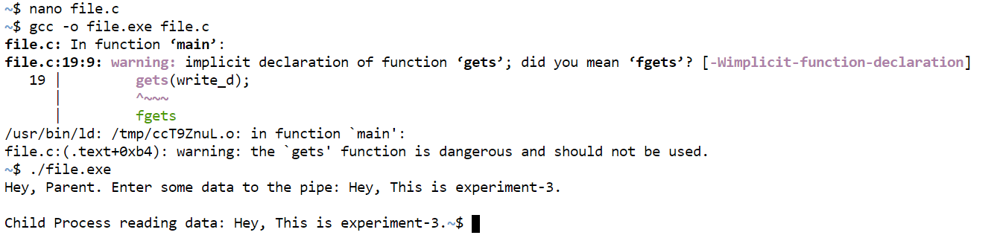 ~$ nano file.c
~$ gcc -o file.exe file.c
file.c: In function ‘main’:
file.c:19:9: warning: implicit declaration of function ‘gets’; did you mean ‘fgets’? [-Wimplicit-function-declaration]
   19 |         gets(write_d);
      |         ^~~~
      |         fgets
/usr/bin/ld: /tmp/ccT9ZnuL.o: in function `main':
file.c:(.text+0xb4): warning: the `gets' function is dangerous and should not be used.
~$ ./file.exe
Hey, Parent. Enter some data to the pipe: Hey, This is experiment-3.

Child Process reading data: Hey, This is experiment-3.~$